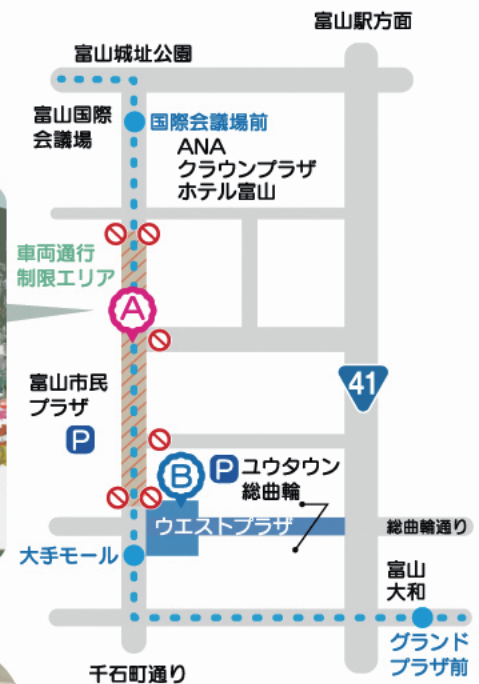 富山駅方面
富山城址公園
富山国際
会議場
国際会議場前
ANA
クラウンプラザ
ホテル富山
車両通行
制限エリア
A
41
富山市民
プラザ
P
B
P
ユウタウン
総曲輪
ウエストプラザ
総曲輪通り
大手モール
富山
大和
グランド
プラザ前
千石町通り